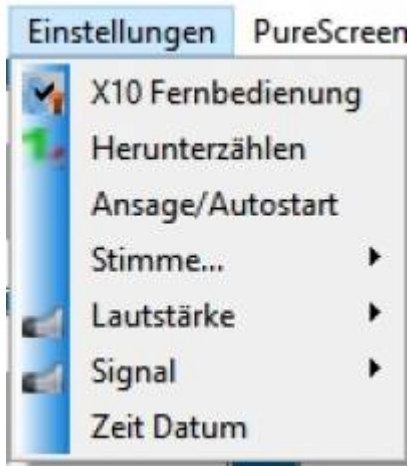 Einstellungen PureScreen
X10 Fernbedienung
Herunterzählen
Ansage/Autostart
Stimme...
Lautstärke
Signal
Zeit Datum